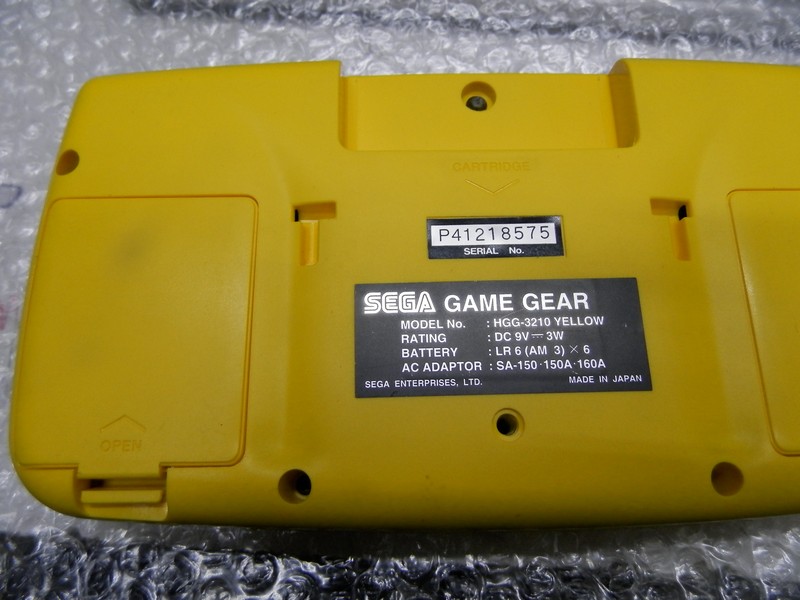 CARTRIDGE
P41218575
SERIAL No.
SEGA GAME GEAR
MODEL No. : HGG-3210 YELLOW
RATING : DC 9V⎓3W
BATTERY : LR 6 (AM 3) × 6
AC ADAPTOR : SA-150·150A·160A
SEGA ENTERPRISES, LTD. MADE IN JAPAN
OPEN